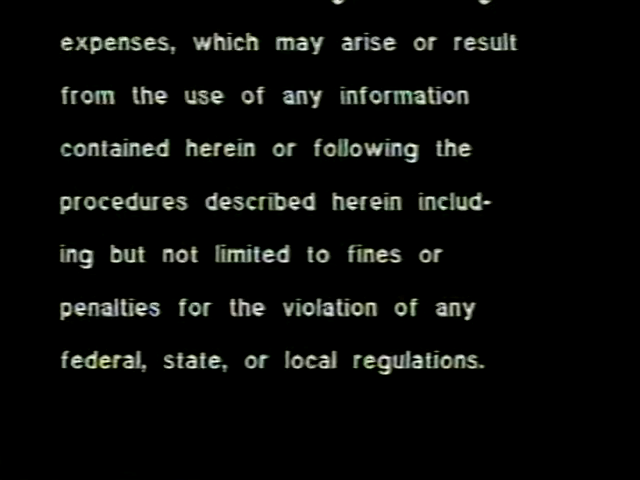 expenses, which may arise or result
from the use of any information
contained herein or following the
procedures described herein includ-
ing but not limited to fines or
penalties for the violation of any
federal, state, or local regulations.